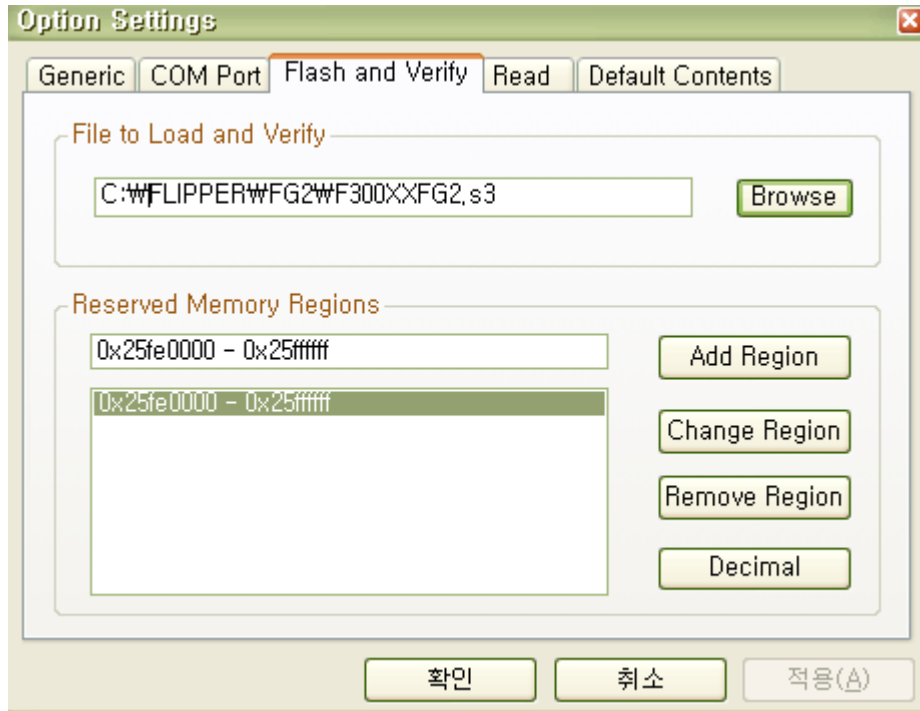 Option Settings
Generic COM Port Flash and Verify Read Default Contents
File to Load and Verify
C:₩FLIPPER₩FG2₩F300XXFG2.s3 Browse
Reserved Memory Regions
0x25fe0000 - 0x25ffffff Add Region
0x25fe0000 - 0x25ffffff
Change Region
Remove Region
Decimal
확인 취소 적용(A)